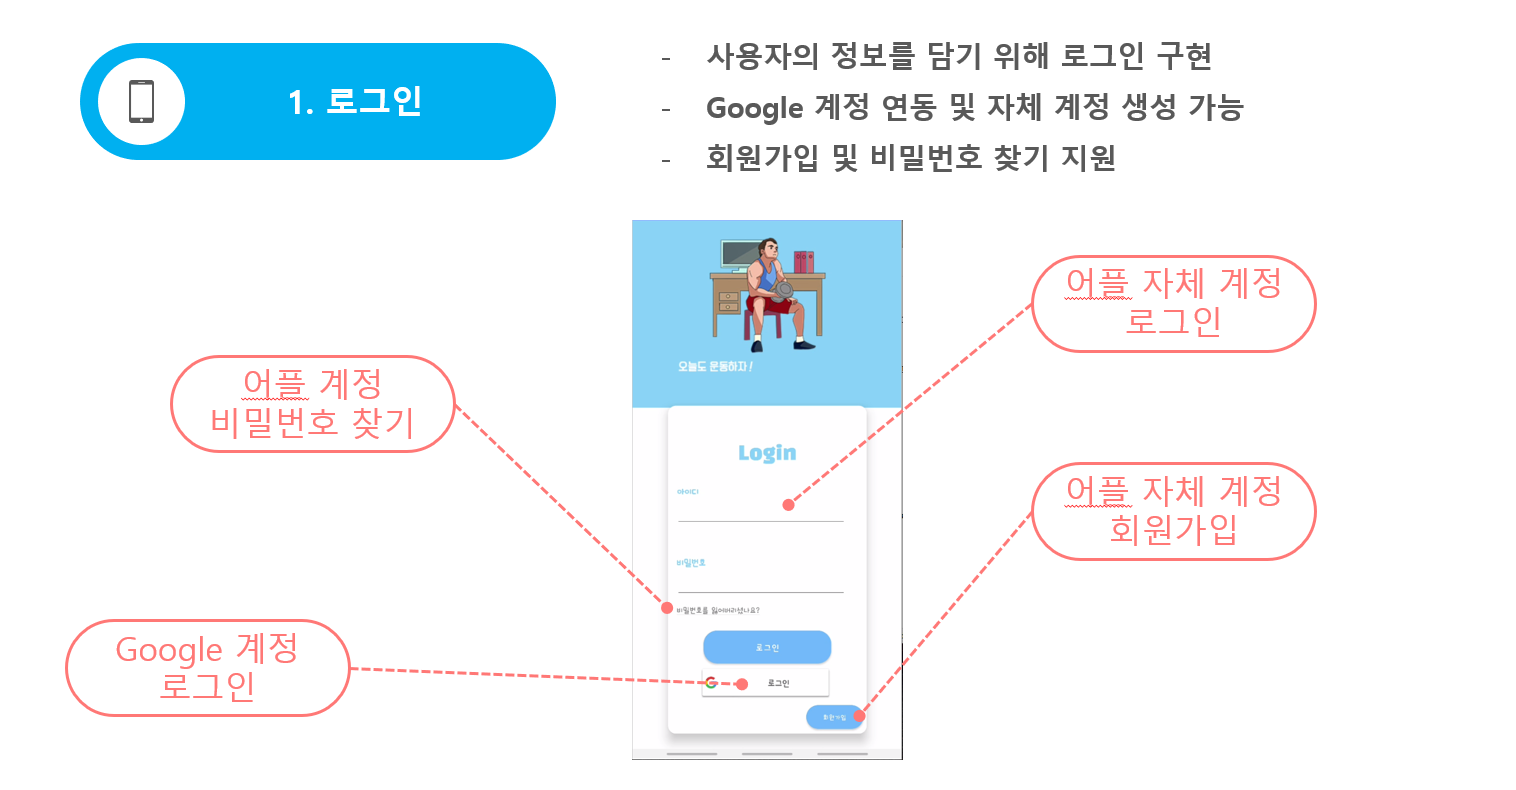 1. 로그인
- 사용자의 정보를 담기 위해 로그인 구현
- Google 계정 연동 및 자체 계정 생성 가능
- 회원가입 및 비밀번호 찾기 지원
어플 자체 계정
로그인
오늘도 운동하자 !
어플 계정
비밀번호 찾기
Login
아이디
어플 자체 계정
회원가입
비밀번호
비밀번호를 잃어버리셨나요?
로그인
Google 계정
로그인
로그인
회원가입